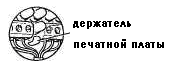 держатель
печатной платы